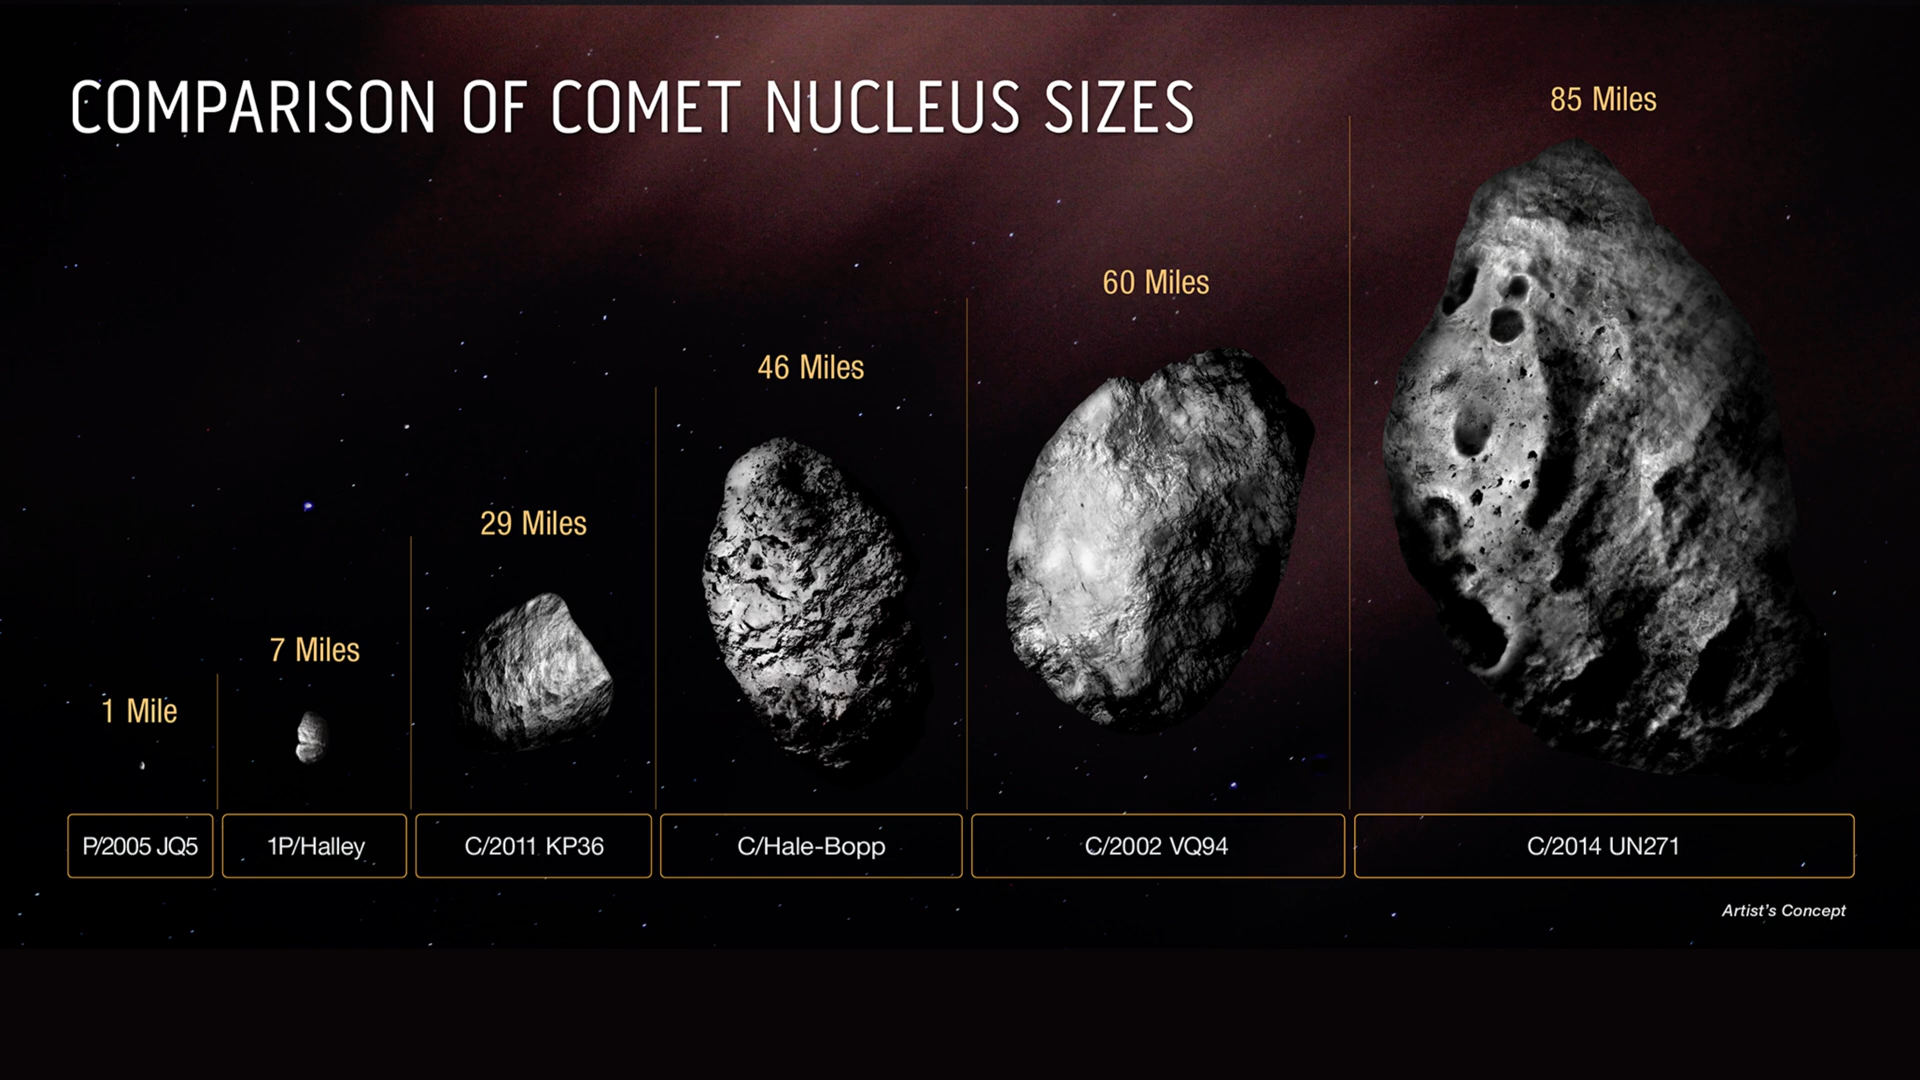 COMPARISON OF COMET NUCLEUS SIZES
1 Mile
7 Miles
29 Miles
46 Miles
60 Miles
85 Miles
P/2005 JQ5
1P/Halley
C/2011 KP36
C/Hale-Bopp
C/2002 VQ94
C/2014 UN271
Artist's Concept